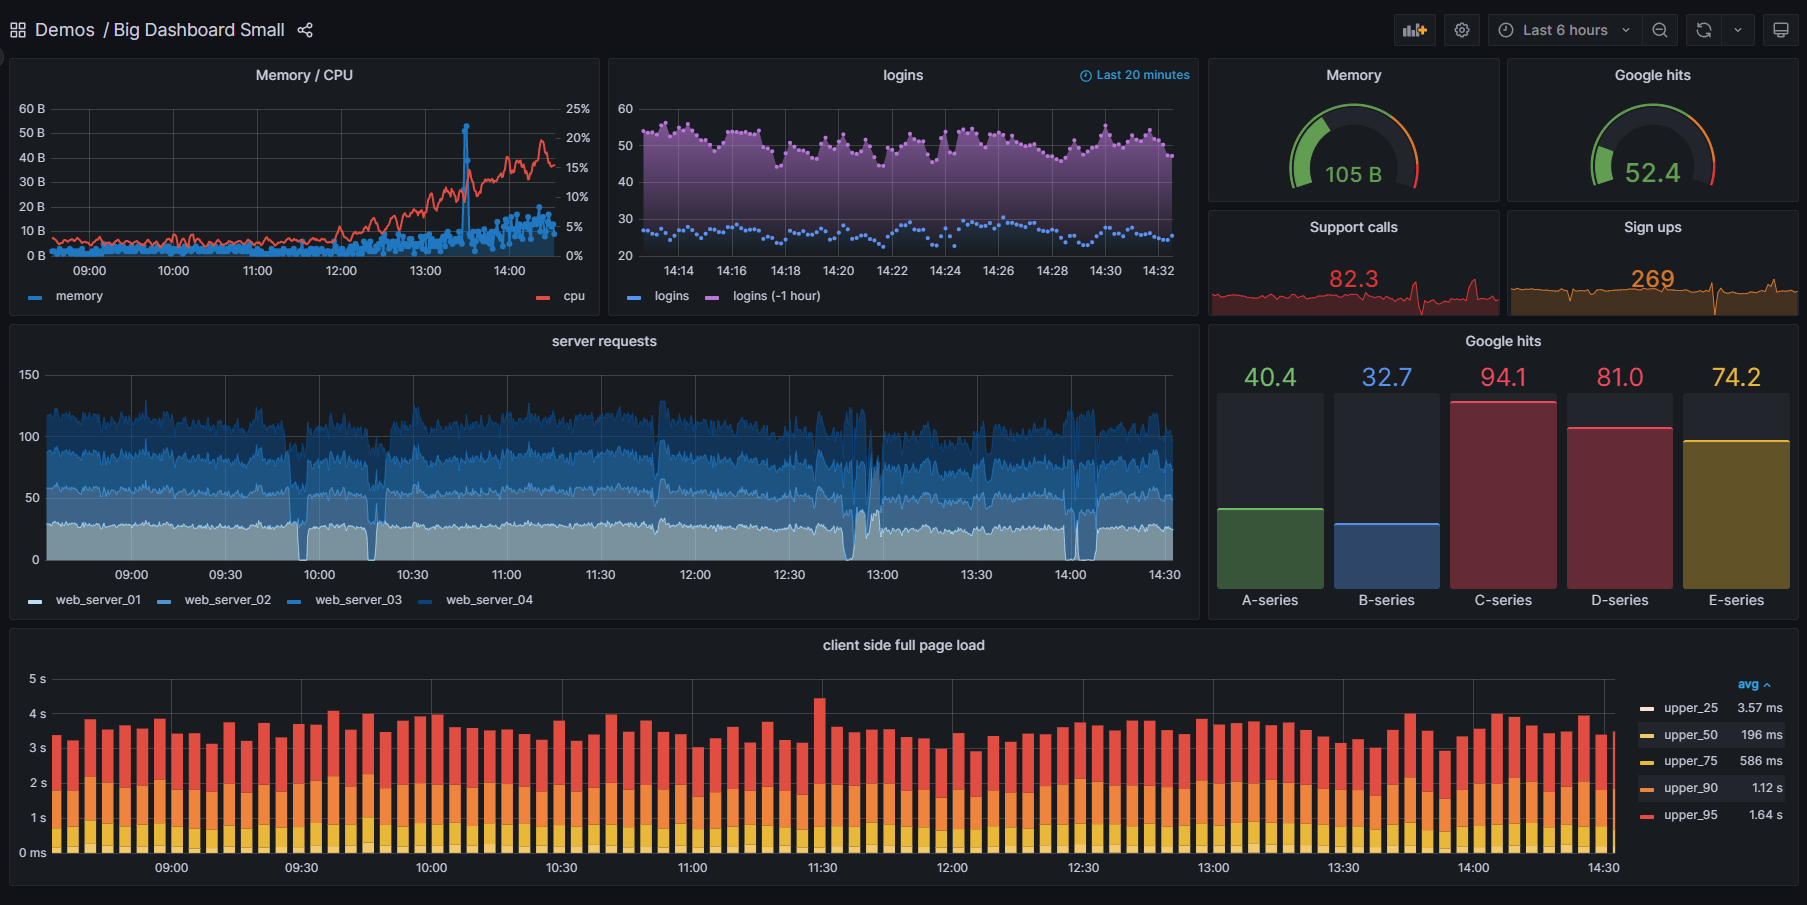 Demos / Big Dashboard Small
Last 6 hours
Memory / CPU
60 B
50 B
40 B
30 B
20 B
10 B
0 B
25%
20%
15%
10%
5%
0%
09:00 10:00 11:00 12:00 13:00 14:00
memory
cpu
logins
Last 20 minutes
60
50
40
30
20
14:14 14:16 14:18 14:20 14:22 14:24 14:26 14:28 14:30 14:32
logins logins (-1 hour)
Memory
105 B
Google hits
52.4
Support calls
82.3
Sign ups
269
server requests
150
100
50
0
09:00 09:30 10:00 10:30 11:00 11:30 12:00 12:30 13:00 13:30 14:00 14:30
web_server_01 web_server_02 web_server_03 web_server_04
Google hits
40.4 32.7 94.1 81.0 74.2
A-series B-series C-series D-series E-series
client side full page load
5 s
4 s
3 s
2 s
1 s
0 ms
09:00 09:30 10:00 10:30 11:00 11:30 12:00 12:30 13:00 13:30 14:00 14:30
avg
upper_25 3.57 ms
upper_50 196 ms
upper_75 586 ms
upper_90 1.12 s
upper_95 1.64 s